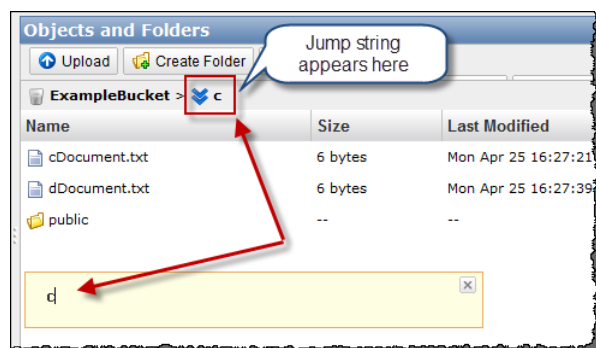 Objects and Folders
Jump string
appears here
Upload Create Folder
ExampleBucket > c
Name Size Last Modified
cDocument.txt 6 bytes Mon Apr 25 16:27:21
dDocument.txt 6 bytes Mon Apr 25 16:27:39
public -- --
c